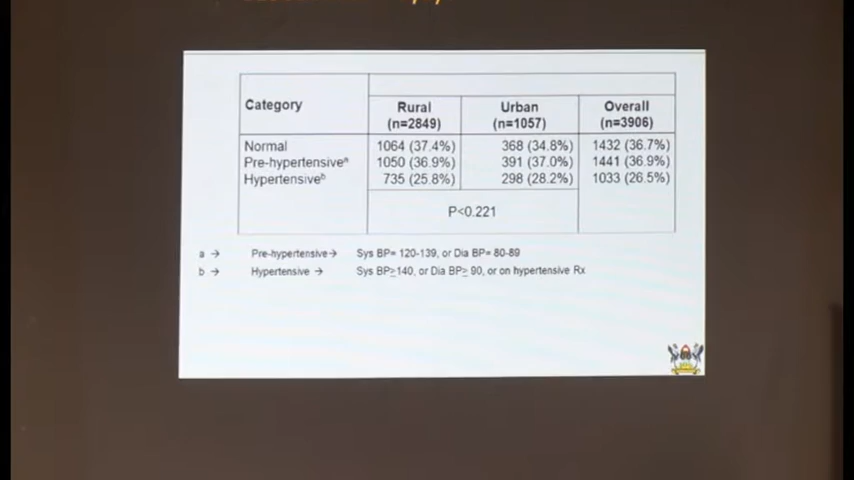 Category
Rural Urban Overall
(n=2849) (n=1057) (n=3906)
Normal 1064 (37.4%) 368 (34.8%) 1432 (36.7%)
Pre-hypertensiveᵃ 1050 (36.9%) 391 (37.0%) 1441 (36.9%)
Hypertensiveᵇ 735 (25.8%) 298 (28.2%) 1033 (26.5%)
P<0.221
a → Pre-hypertensive→ Sys BP= 120-139, or Dia BP= 80-89
b → Hypertensive → Sys BP≥140, or Dia BP≥ 90, or on hypertensive Rx